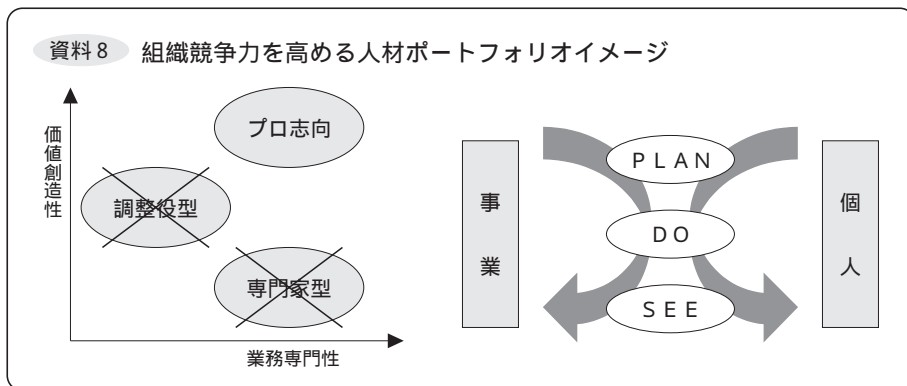 資料8 組織競争力を高める人材ポートフォリオイメージ
価値創造性
プロ志向
調整役型
専門家型
業務専門性
事業
PLAN
DO
SEE
個人